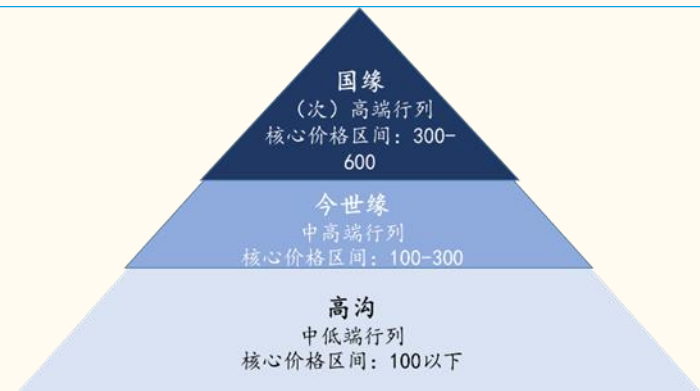 国缘
（次）高端行列
核心价格区间：300-
600
今世缘
中高端行列
核心价格区间：100-300
高沟
中低端行列
核心价格区间：100以下